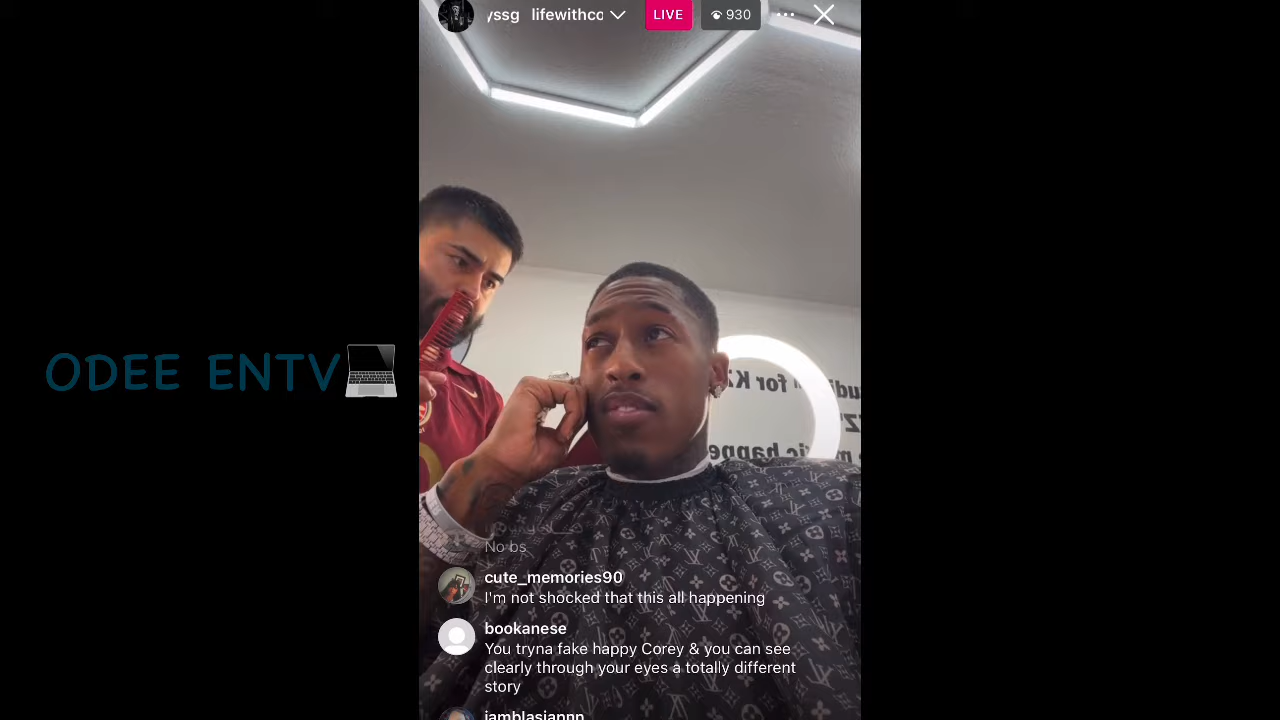 yssg lifewithcc
LIVE
930
ODEE ENTV
No bs
cute_memories90
I'm not shocked that this all happening
bookanese
You tryna fake happy Corey & you can see
clearly through your eyes a totally different
story
iamblasiannn